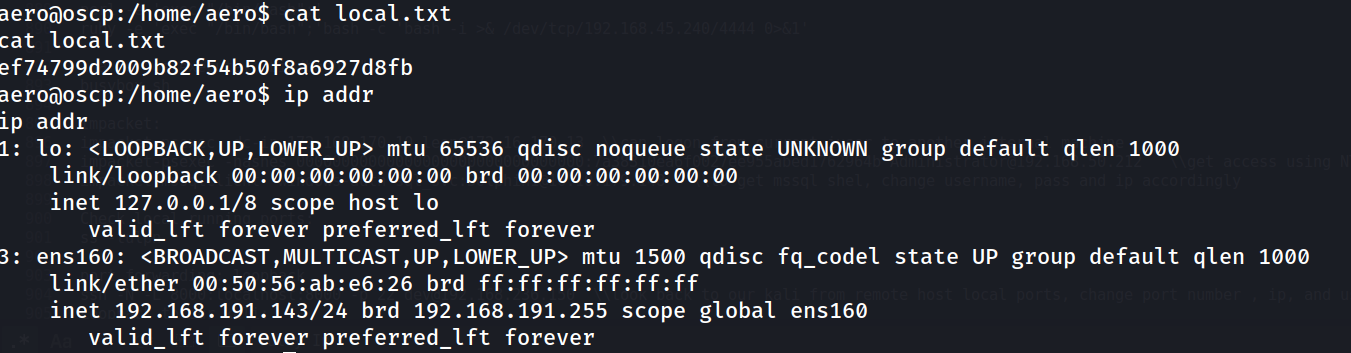 aero@oscp:/home/aero$ cat local.txt
cat local.txt
ef74799d2009b82f54b50f8a6927d8fb
aero@oscp:/home/aero$ ip addr
ip addr
1: lo: <LOOPBACK,UP,LOWER_UP> mtu 65536 qdisc noqueue state UNKNOWN group default qlen 1000
    link/loopback 00:00:00:00:00:00 brd 00:00:00:00:00:00
    inet 127.0.0.1/8 scope host lo
       valid_lft forever preferred_lft forever
3: ens160: <BROADCAST,MULTICAST,UP,LOWER_UP> mtu 1500 qdisc fq_codel state UP group default qlen 1000
    link/ether 00:50:56:ab:e6:26 brd ff:ff:ff:ff:ff:ff
    inet 192.168.191.143/24 brd 192.168.191.255 scope global ens160
       valid_lft forever preferred_lft forever